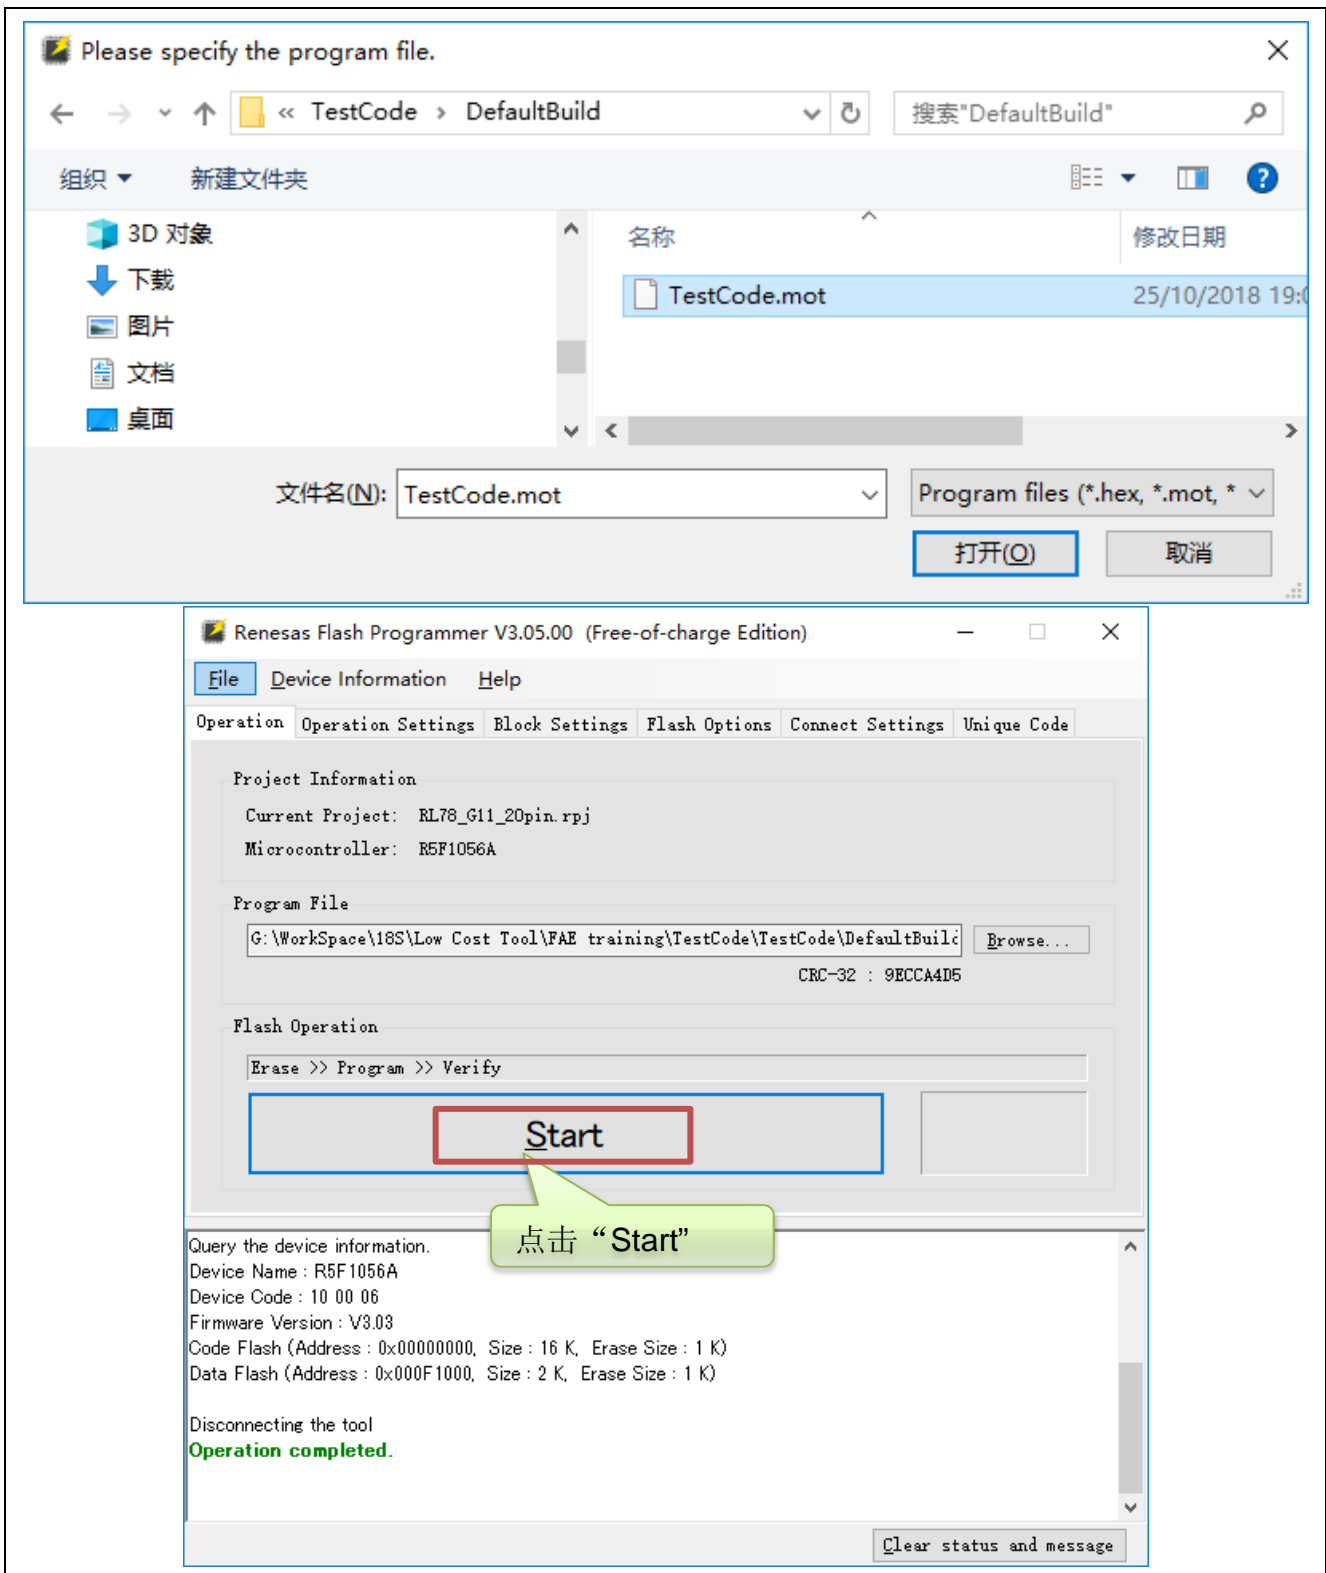 Please specify the program file.
« TestCode › DefaultBuild
搜索"DefaultBuild"
组织
新建文件夹
3D 对象
下载
图片
文档
桌面
名称
修改日期
TestCode.mot
25/10/2018 19:0
文件名(N):
TestCode.mot
Program files (*.hex, *.mot, *
打开(O)
取消
Renesas Flash Programmer V3.05.00 (Free-of-charge Edition)
File Device Information Help
Operation Operation Settings Block Settings Flash Options Connect Settings Unique Code
Project Information
Current Project: RL78_G11_20pin.rpj
Microcontroller: R5F1056A
Program File
G:\WorkSpace\18S\Low Cost Tool\FAE training\TestCode\TestCode\DefaultBuild
Browse...
CRC-32 : 9ECCA4D5
Flash Operation
Erase >> Program >> Verify
Start
点击“Start”
Query the device information.
Device Name : R5F1056A
Device Code : 10 00 06
Firmware Version : V3.03
Code Flash (Address : 0x00000000, Size : 16 K, Erase Size : 1 K)
Data Flash (Address : 0x000F1000, Size : 2 K, Erase Size : 1 K)
Disconnecting the tool
Operation completed.
Clear status and message